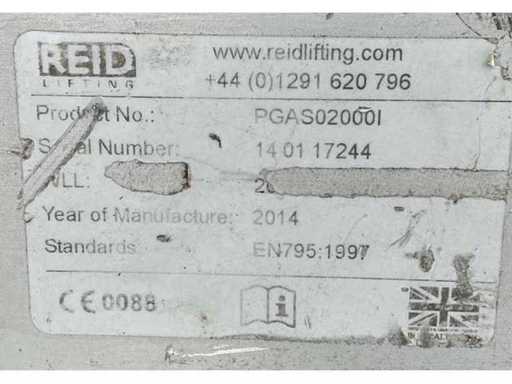 REID
LIFTING
www.reidlifting.com
+44 (0)1291 620 796
Product No.: PGAS02000I
Serial Number: 14 01 17244
WLL:
Year of Manufacture: 2014
Standards EN795:1997
CE 0088
i